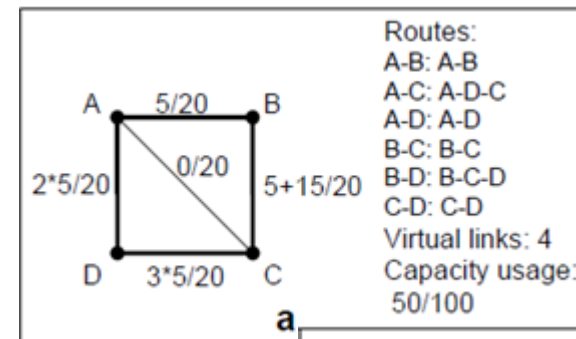 A
5/20
B
0/20
2*5/20
5+15/20
D
3*5/20
C
a
Routes:
A-B: A-B
A-C: A-D-C
A-D: A-D
B-C: B-C
B-D: B-C-D
C-D: C-D
Virtual links: 4
Capacity usage:
50/100